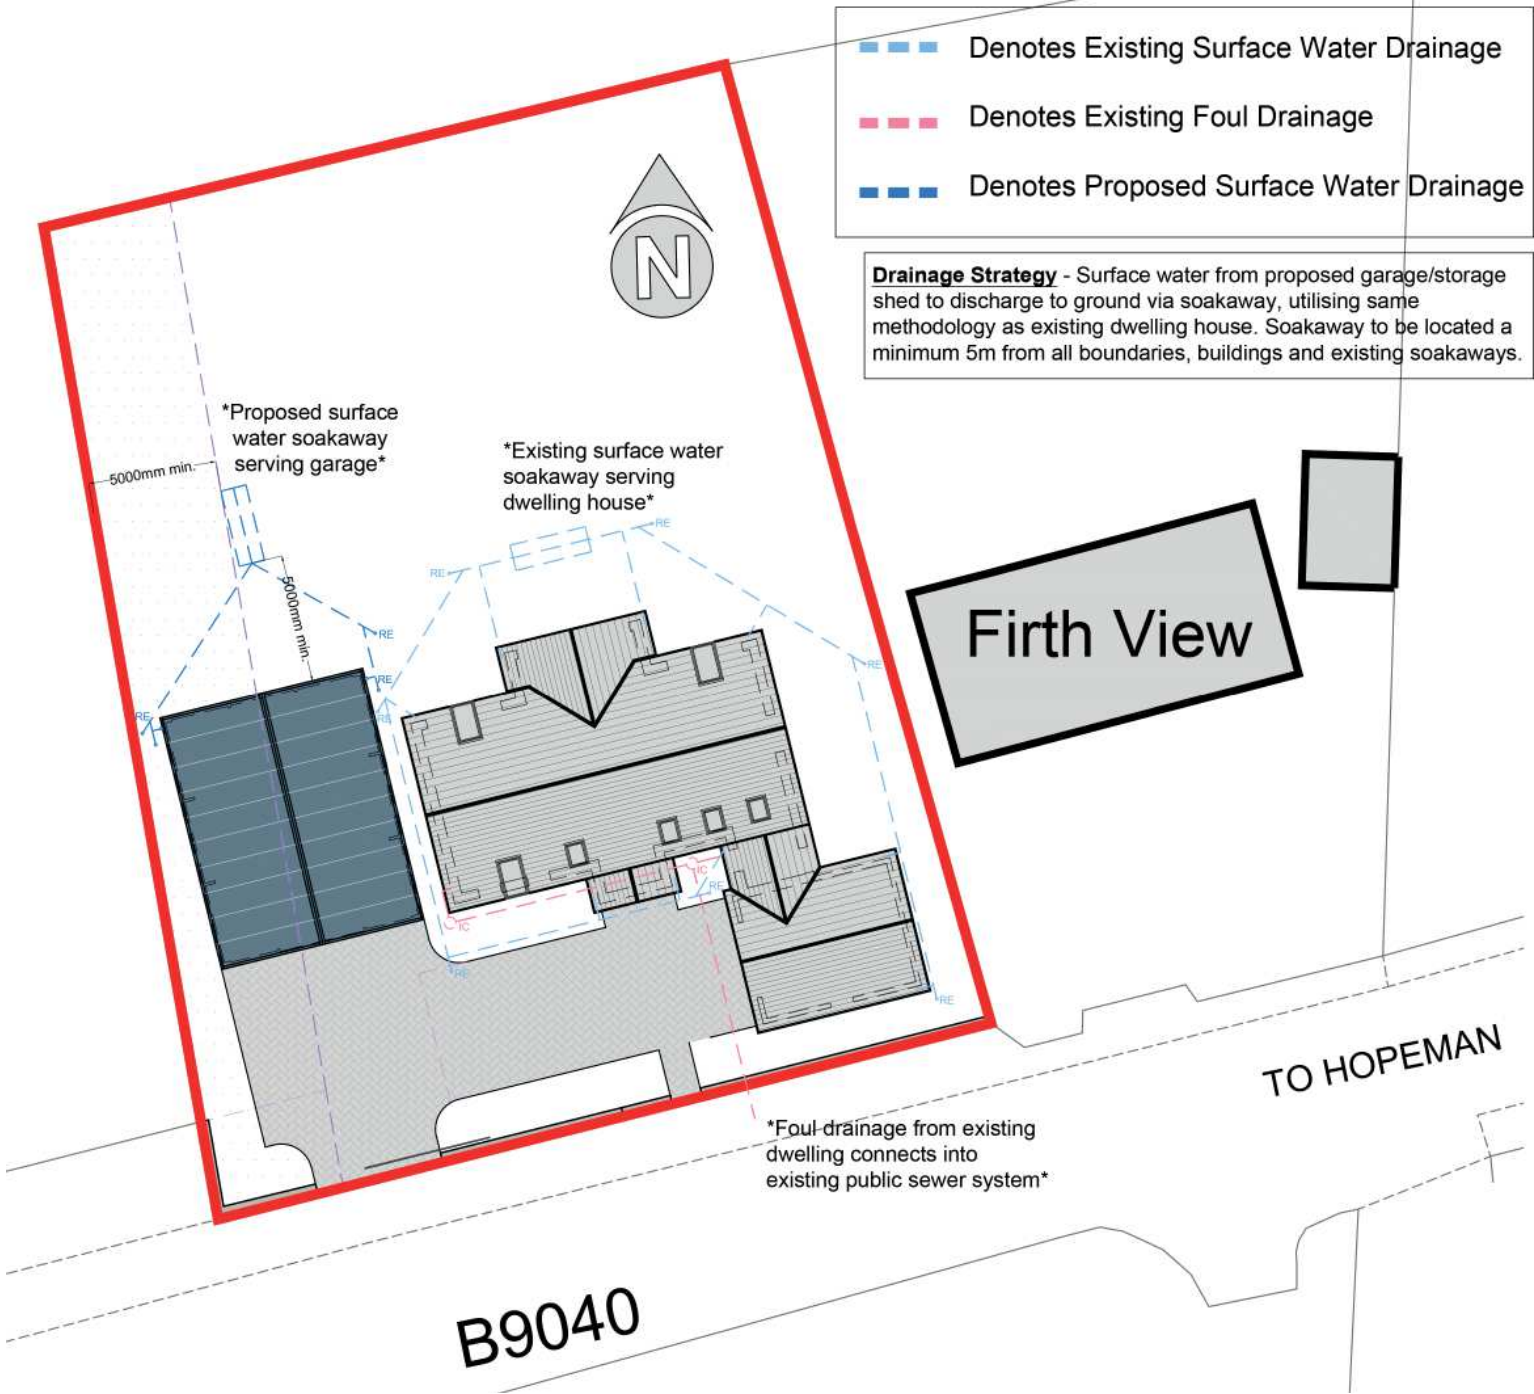 Denotes Existing Surface Water Drainage
Denotes Existing Foul Drainage
Denotes Proposed Surface Water Drainage
Drainage Strategy - Surface water from proposed garage/storage
shed to discharge to ground via soakaway, utilising same
methodology as existing dwelling house. Soakaway to be located a
minimum 5m from all boundaries, buildings and existing soakaways.
N
*Proposed surface
water soakaway
serving garage*
5000mm min.
*Existing surface water
soakaway serving
dwelling house*
RE
RE
5000mm min.
RE
RE
RE
RE
RE
Firth View
IC
RE
IC
RE
RE
TO HOPEMAN
*Foul drainage from existing
dwelling connects into
existing public sewer system*
B9040